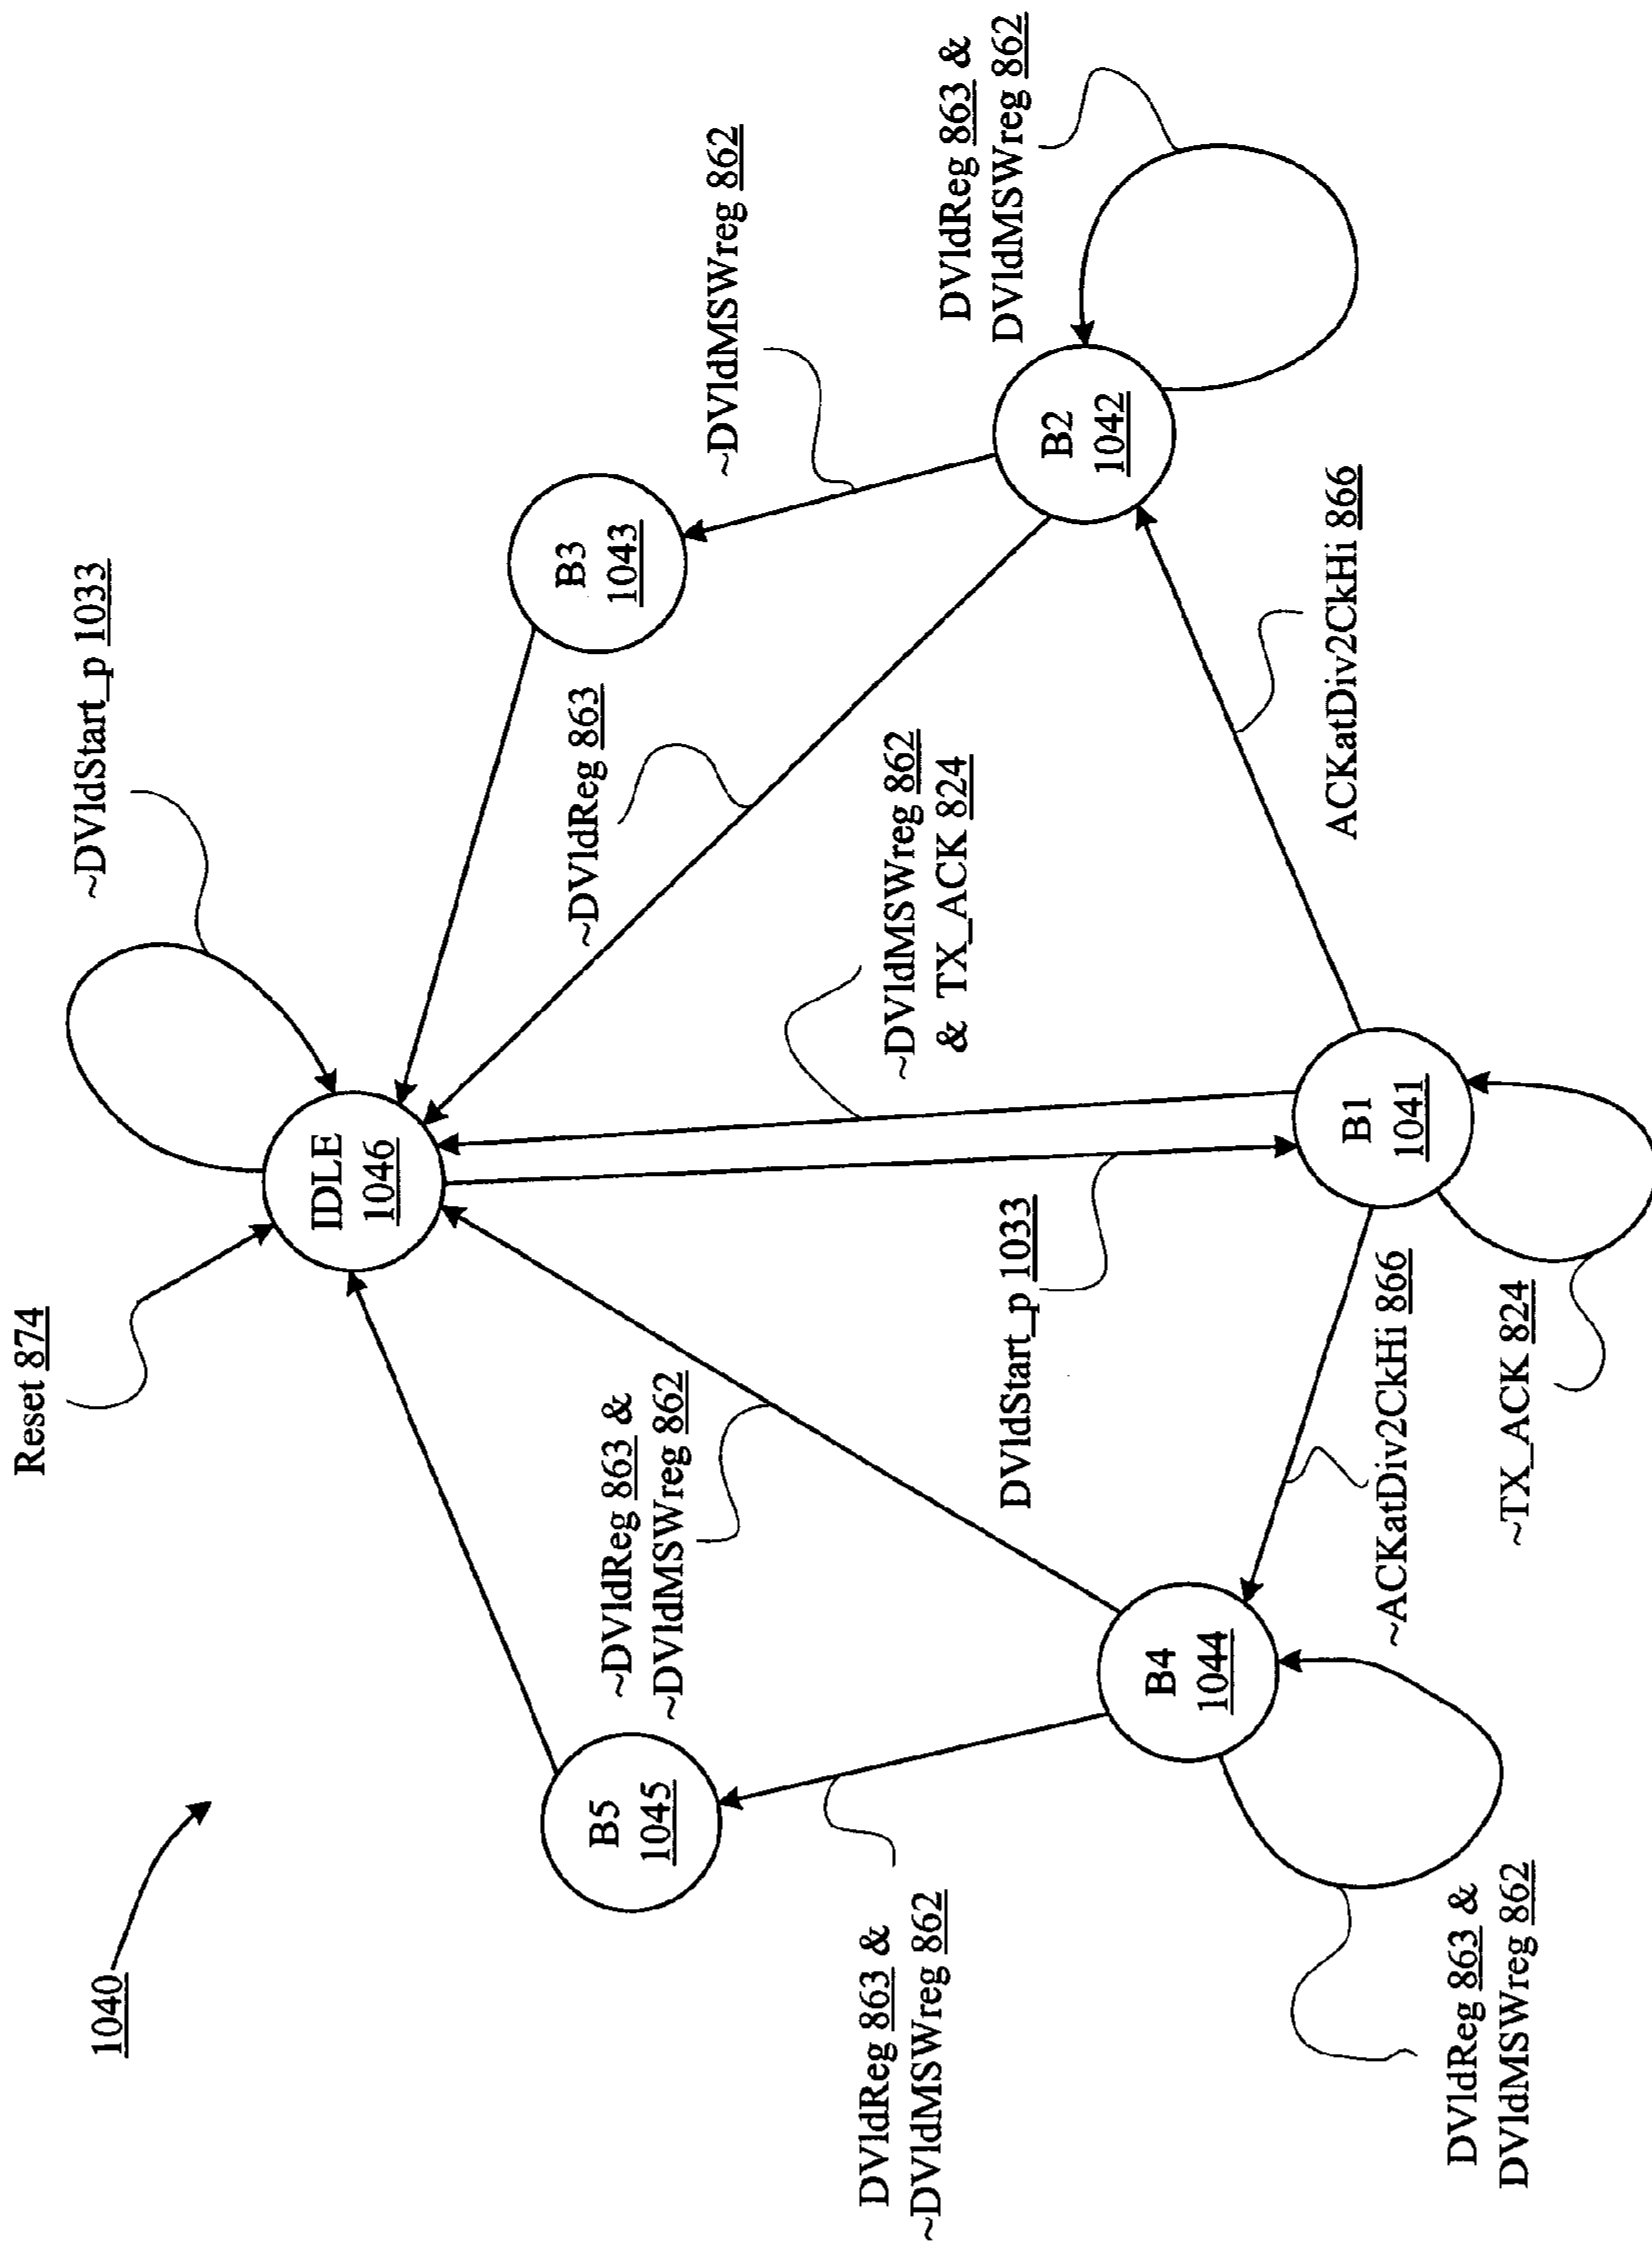 1040
Reset 874
~DVldStart_p 1033
IDLE
1046
B5
1045
B3
1043
~DVldMSWreg 862
~DVldReg 863 &
~DVldMSWreg 862
~DVldReg 863
DVldReg 863 &
DVldMSWreg 862
DVldReg 863 &
~DVldMSWreg 862
DVldStart_p 1033
~DVldMSWreg 862
& TX_ACK 824
B4
1044
B2
1042
~ACKatDiv2CkHi 866
B1
1041
ACKatDiv2CkHi 866
DVldReg 863 &
DVldMSWreg 862
~TX_ACK 824